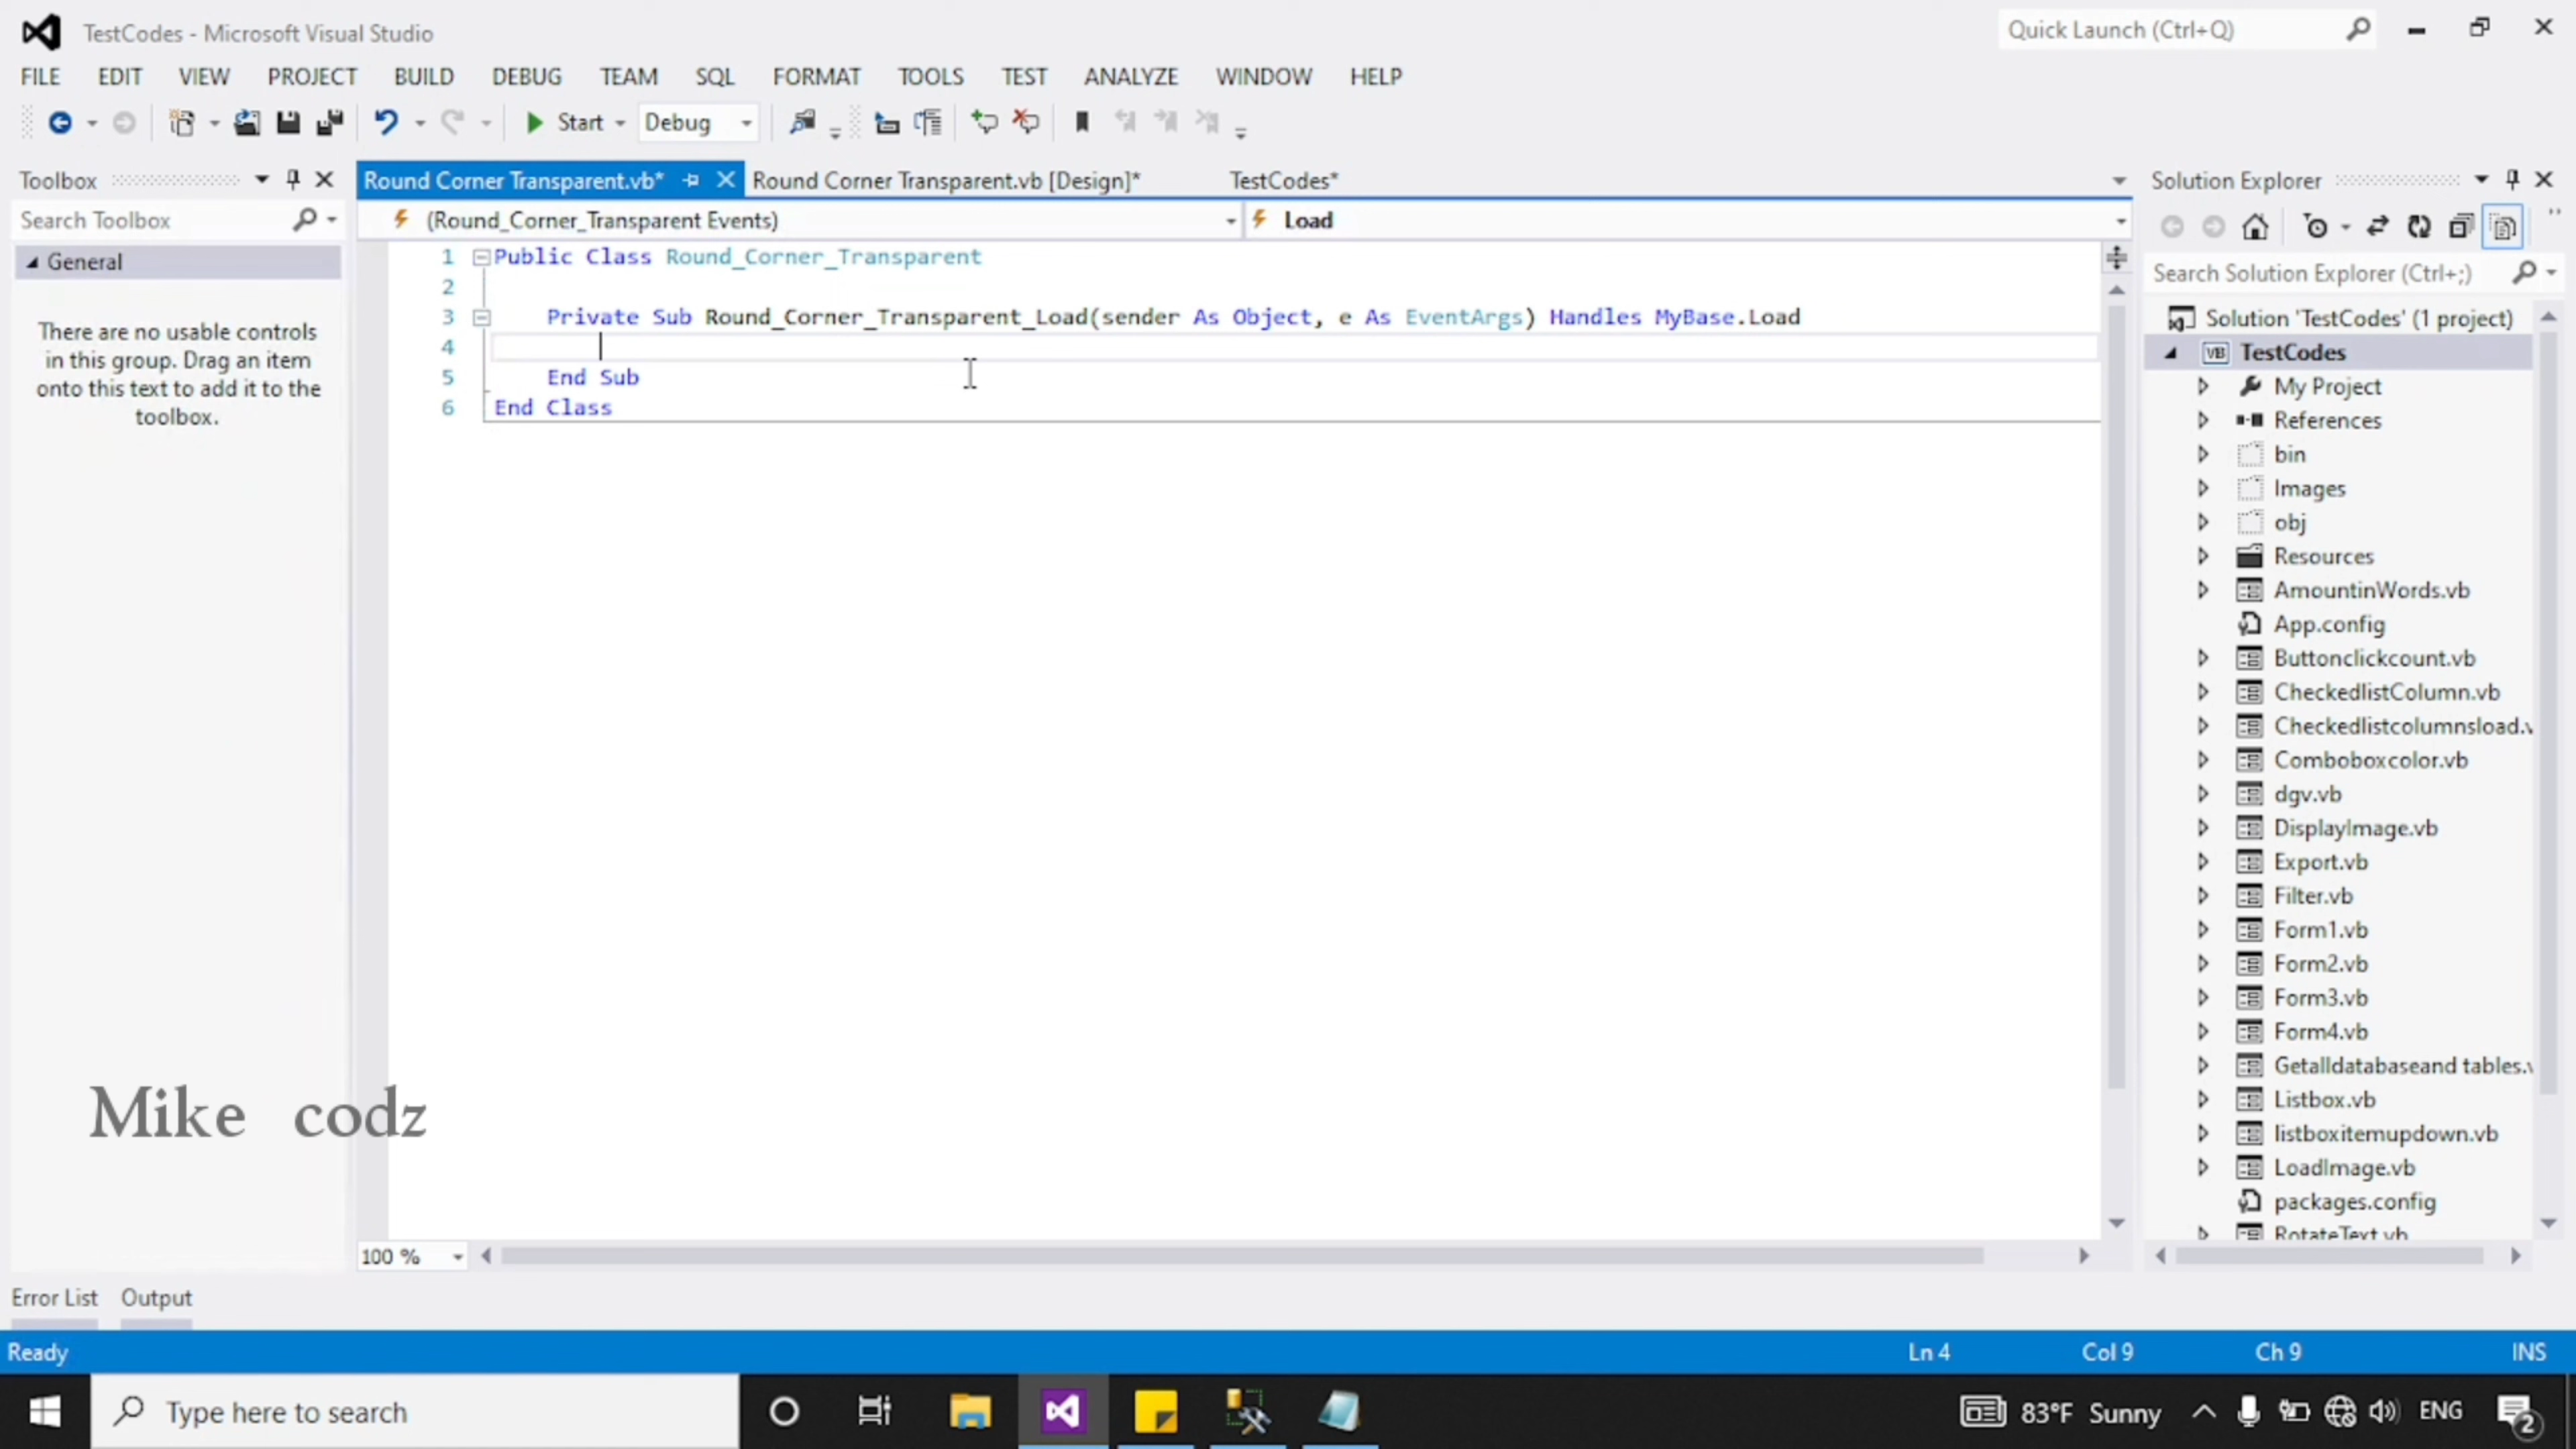 TestCodes - Microsoft Visual Studio
Quick Launch (Ctrl+Q)
FILE EDIT VIEW PROJECT BUILD DEBUG TEAM SQL FORMAT TOOLS TEST ANALYZE WINDOW HELP
Start Debug
Toolbox
Round Corner Transparent.vb* Round Corner Transparent.vb [Design]* TestCodes*
Solution Explorer
Search Toolbox
(Round_Corner_Transparent Events) Load
General
There are no usable controls
in this group. Drag an item
onto this text to add it to the
toolbox.
1 Public Class Round_Corner_Transparent
2
3 Private Sub Round_Corner_Transparent_Load(sender As Object, e As EventArgs) Handles MyBase.Load
4
5 End Sub
6 End Class
Search Solution Explorer (Ctrl+;)
Solution 'TestCodes' (1 project)
VB TestCodes
My Project
References
bin
Images
obj
Resources
AmountinWords.vb
App.config
Buttonclickcount.vb
CheckedlistColumn.vb
Checkedlistcolumnsload.v
Comboboxcolor.vb
dgv.vb
DisplayImage.vb
Export.vb
Filter.vb
Form1.vb
Form2.vb
Form3.vb
Form4.vb
Getalldatabaseand tables.v
Listbox.vb
listboxitemupdown.vb
LoadImage.vb
packages.config
RotateText.vb
Mike codz
100 %
Error List Output
Ready Ln 4 Col 9 Ch 9 INS
Type here to search
83°F Sunny ENG 2